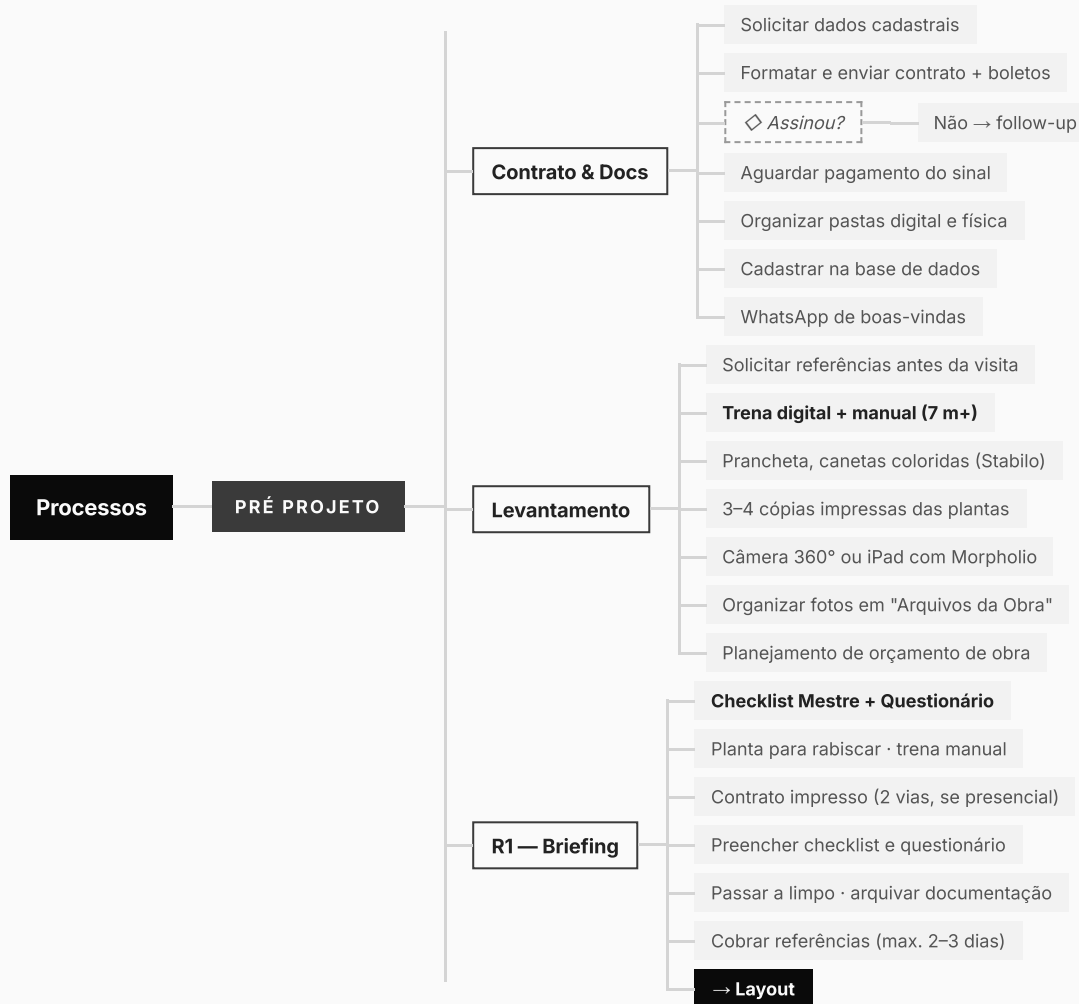 Processos
PRÉ PROJETO
Contrato & Docs
Solicitar dados cadastrais
Formatar e enviar contrato + boletos
◇ Assinou?
Não → follow-up
Aguardar pagamento do sinal
Organizar pastas digital e física
Cadastrar na base de dados
WhatsApp de boas-vindas
Levantamento
Solicitar referências antes da visita
Trena digital + manual (7 m+)
Prancheta, canetas coloridas (Stabilo)
3–4 cópias impressas das plantas
Câmera 360° ou iPad com Morpholio
Organizar fotos em "Arquivos da Obra"
Planejamento de orçamento de obra
R1 — Briefing
Checklist Mestre + Questionário
Planta para rabiscar · trena manual
Contrato impresso (2 vias, se presencial)
Preencher checklist e questionário
Passar a limpo · arquivar documentação
Cobrar referências (max. 2–3 dias)
→ Layout